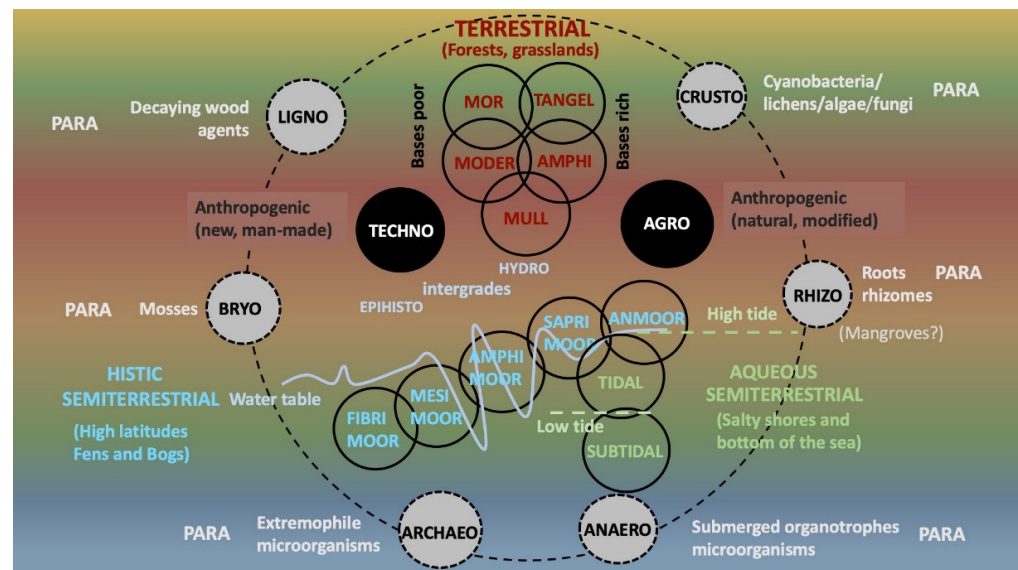 TERRESTRIAL
(Forests, grasslands)
PARA
Decaying wood
agents
LIGNO
Bases poor
MOR
TANGEL
MODER
AMPHI
MULL
Bases rich
CRUSTO
Cyanobacteria/
lichens/algae/fungi
PARA
Anthropogenic
(new, man-made)
TECHNO
AGRO
Anthropogenic
(natural, modified)
HYDRO
intergrades
EPIHISTO
PARA
Mosses
BRYO
RHIZO
Roots
rhizomes
PARA
(Mangroves?)
HISTIC
SEMITERRESTRIAL
(High latitudes
Fens and Bogs)
Water table
FIBRI
MOOR
MESI
MOOR
AMPHI
MOOR
SAPRI
MOOR
ANMOOR
High tide
TIDAL
Low tide
SUBTIDAL
AQUEOUS
SEMITERRESTRIAL
(Salty shores and
bottom of the sea)
PARA
Extremophile
microorganisms
ARCHAEO
ANAERO
Submerged organotrophes
microorganisms
PARA